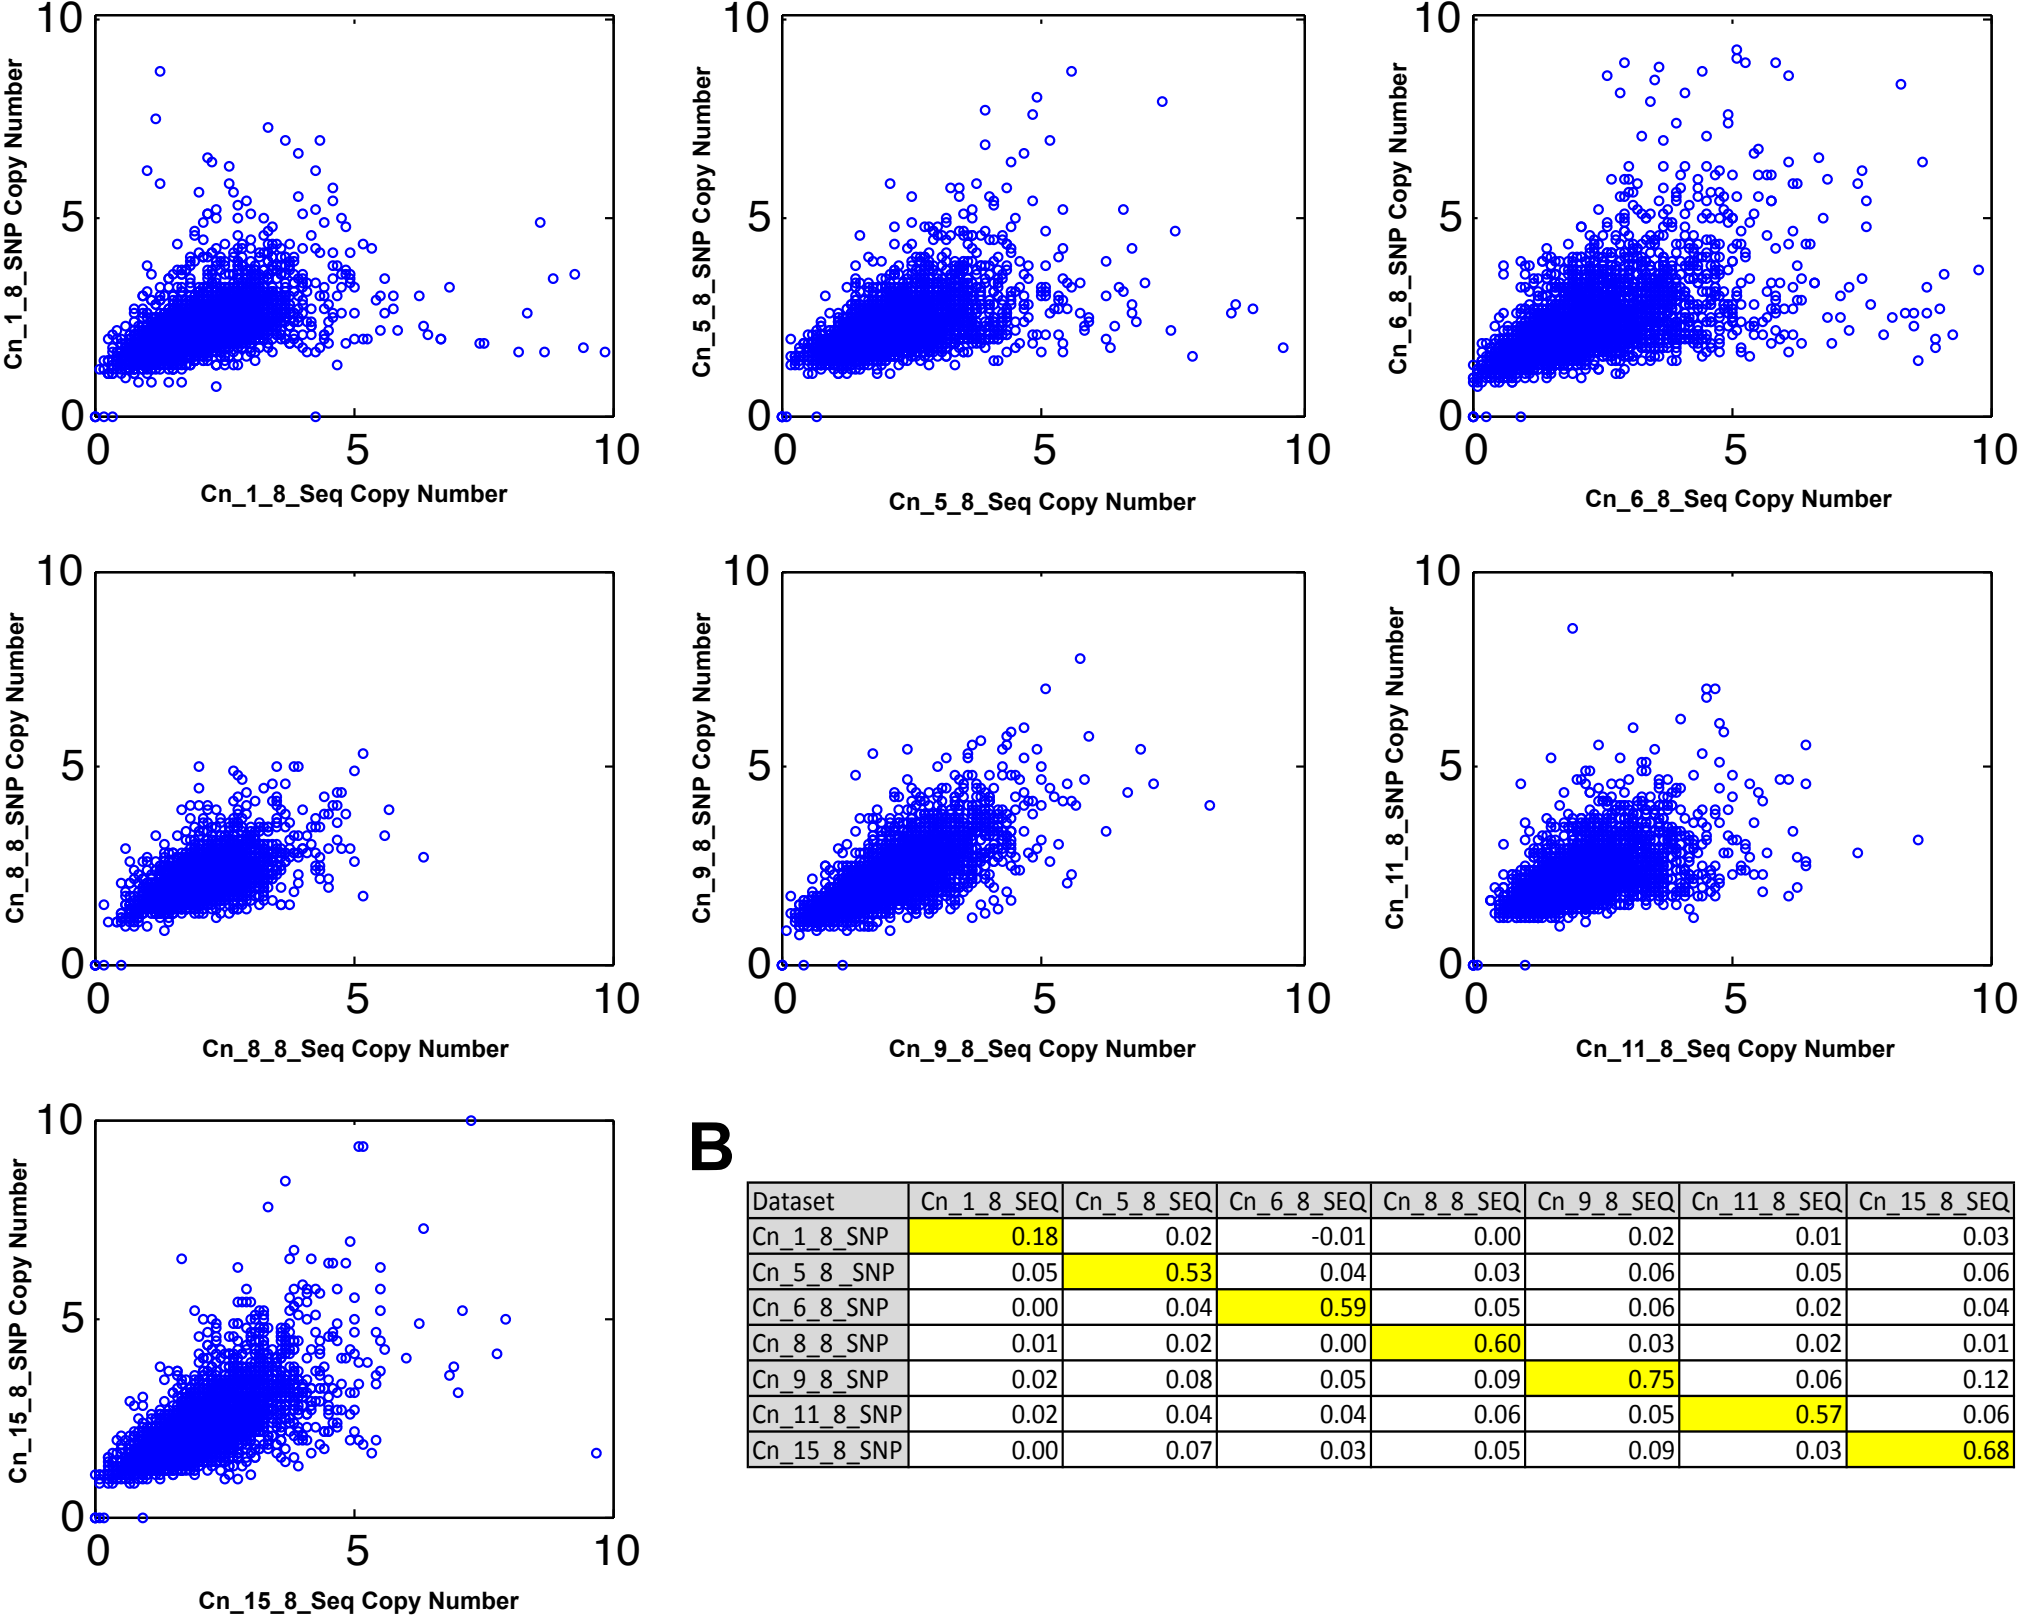 10
5
0
0 5 10
Cn_1_8_SNP Copy Number
Cn_1_8_Seq Copy Number
10
5
0
0 5 10
Cn_5_8_SNP Copy Number
Cn_5_8_Seq Copy Number
10
5
0
0 5 10
Cn_6_8_SNP Copy Number
Cn_6_8_Seq Copy Number
10
5
0
0 5 10
Cn_8_8_SNP Copy Number
Cn_8_8_Seq Copy Number
10
5
0
0 5 10
Cn_9_8_SNP Copy Number
Cn_9_8_Seq Copy Number
10
5
0
0 5 10
Cn_11_8_SNP Copy Number
Cn_11_8_Seq Copy Number
10
5
0
0 5 10
Cn_15_8_SNP Copy Number
Cn_15_8_Seq Copy Number
B
Dataset Cn_1_8_SEQ Cn_5_8_SEQ Cn_6_8_SEQ Cn_8_8_SEQ Cn_9_8_SEQ Cn_11_8_SEQ Cn_15_8_SEQ
Cn_1_8_SNP 0.18 0.02 -0.01 0.00 0.02 0.01 0.03
Cn_5_8 _SNP 0.05 0.53 0.04 0.03 0.06 0.05 0.06
Cn_6_8_SNP 0.00 0.04 0.59 0.05 0.06 0.02 0.04
Cn_8_8_SNP 0.01 0.02 0.00 0.60 0.03 0.02 0.01
Cn_9_8_SNP 0.02 0.08 0.05 0.09 0.75 0.06 0.12
Cn_11_8_SNP 0.02 0.04 0.04 0.06 0.05 0.57 0.06
Cn_15_8_SNP 0.00 0.07 0.03 0.05 0.09 0.03 0.68